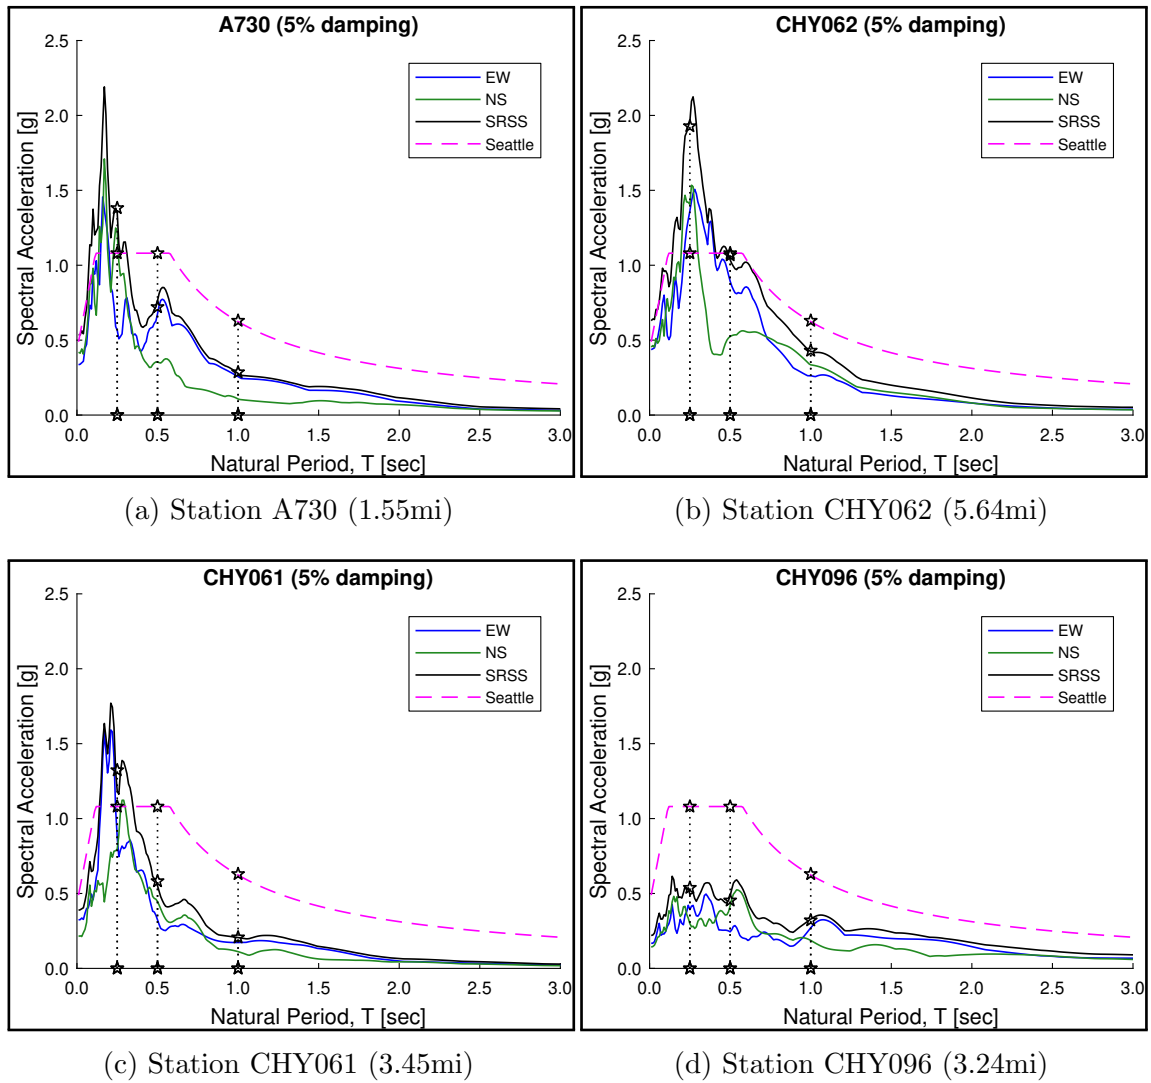 A730 (5% damping)
2.5
2.0
1.5
1.0
0.5
0.0
Spectral Acceleration [g]
EW
NS
SRSS
Seattle
0.0 0.5 1.0 1.5 2.0 2.5 3.0
Natural Period, T [sec]
(a) Station A730 (1.55mi)
CHY062 (5% damping)
2.5
2.0
1.5
1.0
0.5
0.0
Spectral Acceleration [g]
EW
NS
SRSS
Seattle
0.0 0.5 1.0 1.5 2.0 2.5 3.0
Natural Period, T [sec]
(b) Station CHY062 (5.64mi)
CHY061 (5% damping)
2.5
2.0
1.5
1.0
0.5
0.0
Spectral Acceleration [g]
EW
NS
SRSS
Seattle
0.0 0.5 1.0 1.5 2.0 2.5 3.0
Natural Period, T [sec]
(c) Station CHY061 (3.45mi)
CHY096 (5% damping)
2.5
2.0
1.5
1.0
0.5
0.0
Spectral Acceleration [g]
EW
NS
SRSS
Seattle
0.0 0.5 1.0 1.5 2.0 2.5 3.0
Natural Period, T [sec]
(d) Station CHY096 (3.24mi)